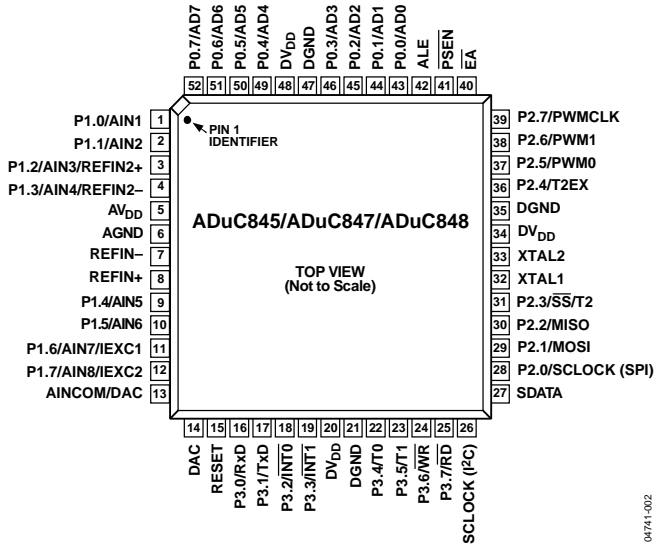 P0.7/AD7
P0.6/AD6
P0.5/AD5
P0.4/AD4
DVDD
DGND
P0.3/AD3
P0.2/AD2
P0.1/AD1
P0.0/AD0
ALE
PSEN
EA
52 51 50 49 48 47 46 45 44 43 42 41 40
P1.0/AIN1 1
P1.1/AIN2 2
P1.2/AIN3/REFIN2+ 3
P1.3/AIN4/REFIN2– 4
AVDD 5
AGND 6
REFIN– 7
REFIN+ 8
P1.4/AIN5 9
P1.5/AIN6 10
P1.6/AIN7/IEXC1 11
P1.7/AIN8/IEXC2 12
AINCOM/DAC 13
PIN 1
IDENTIFIER
ADuC845/ADuC847/ADuC848
TOP VIEW
(Not to Scale)
39 P2.7/PWMCLK
38 P2.6/PWM1
37 P2.5/PWM0
36 P2.4/T2EX
35 DGND
34 DVDD
33 XTAL2
32 XTAL1
31 P2.3/SS/T2
30 P2.2/MISO
29 P2.1/MOSI
28 P2.0/SCLOCK (SPI)
27 SDATA
14 15 16 17 18 19 20 21 22 23 24 25 26
DAC
RESET
P3.0/RxD
P3.1/TxD
P3.2/INT0
P3.3/INT1
DVDD
DGND
P3.4/T0
P3.5/T1
P3.6/WR
P3.7/RD
SCLOCK (I2C)
04741-002